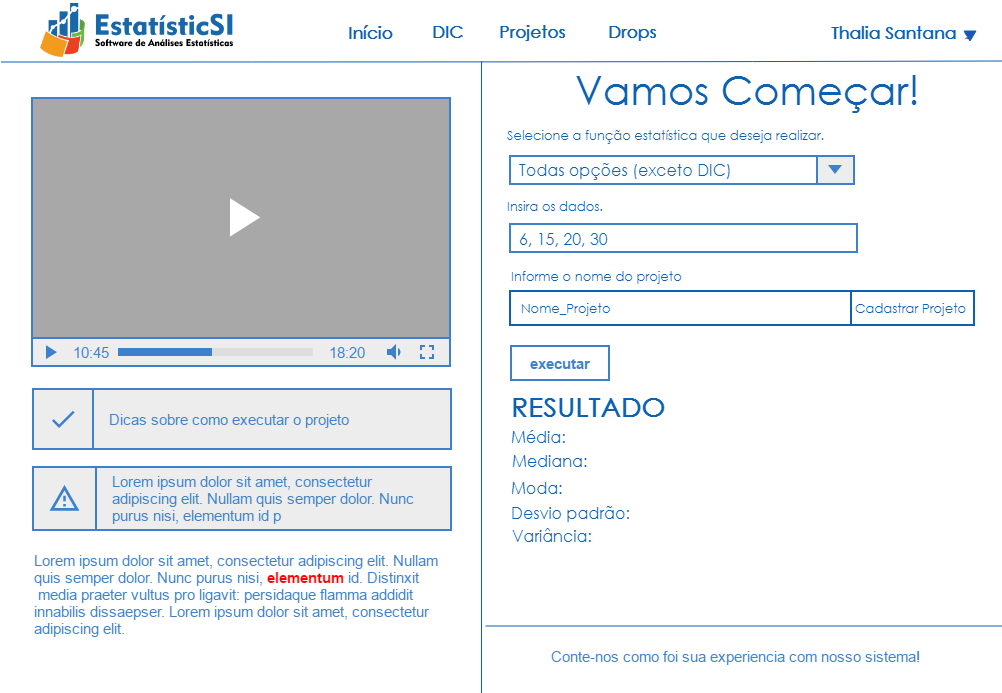 EstatísticSI
Software de Análises Estatísticas
Início
DIC
Projetos
Drops
Thalia Santana
10:45
18:20
Dicas sobre como executar o projeto
Lorem ipsum dolor sit amet, consectetur
adipiscing elit. Nullam quis semper dolor. Nunc
purus nisi, elementum id p
Lorem ipsum dolor sit amet, consectetur adipiscing elit. Nullam
quis semper dolor. Nunc purus nisi, elementum id. Distinxit
media praeter vultus pro ligavit: persidaque flamma addidit
innabilis dissaepser. Lorem ipsum dolor sit amet, consectetur
adipiscing elit.
Vamos Começar!
Selecione a função estatística que deseja realizar.
Todas opções (exceto DIC)
Insira os dados.
6, 15, 20, 30
Informe o nome do projeto
Nome_Projeto
Cadastrar Projeto
executar
RESULTADO
Média:
Mediana:
Moda:
Desvio padrão:
Variância:
Conte-nos como foi sua experiencia com nosso sistema!